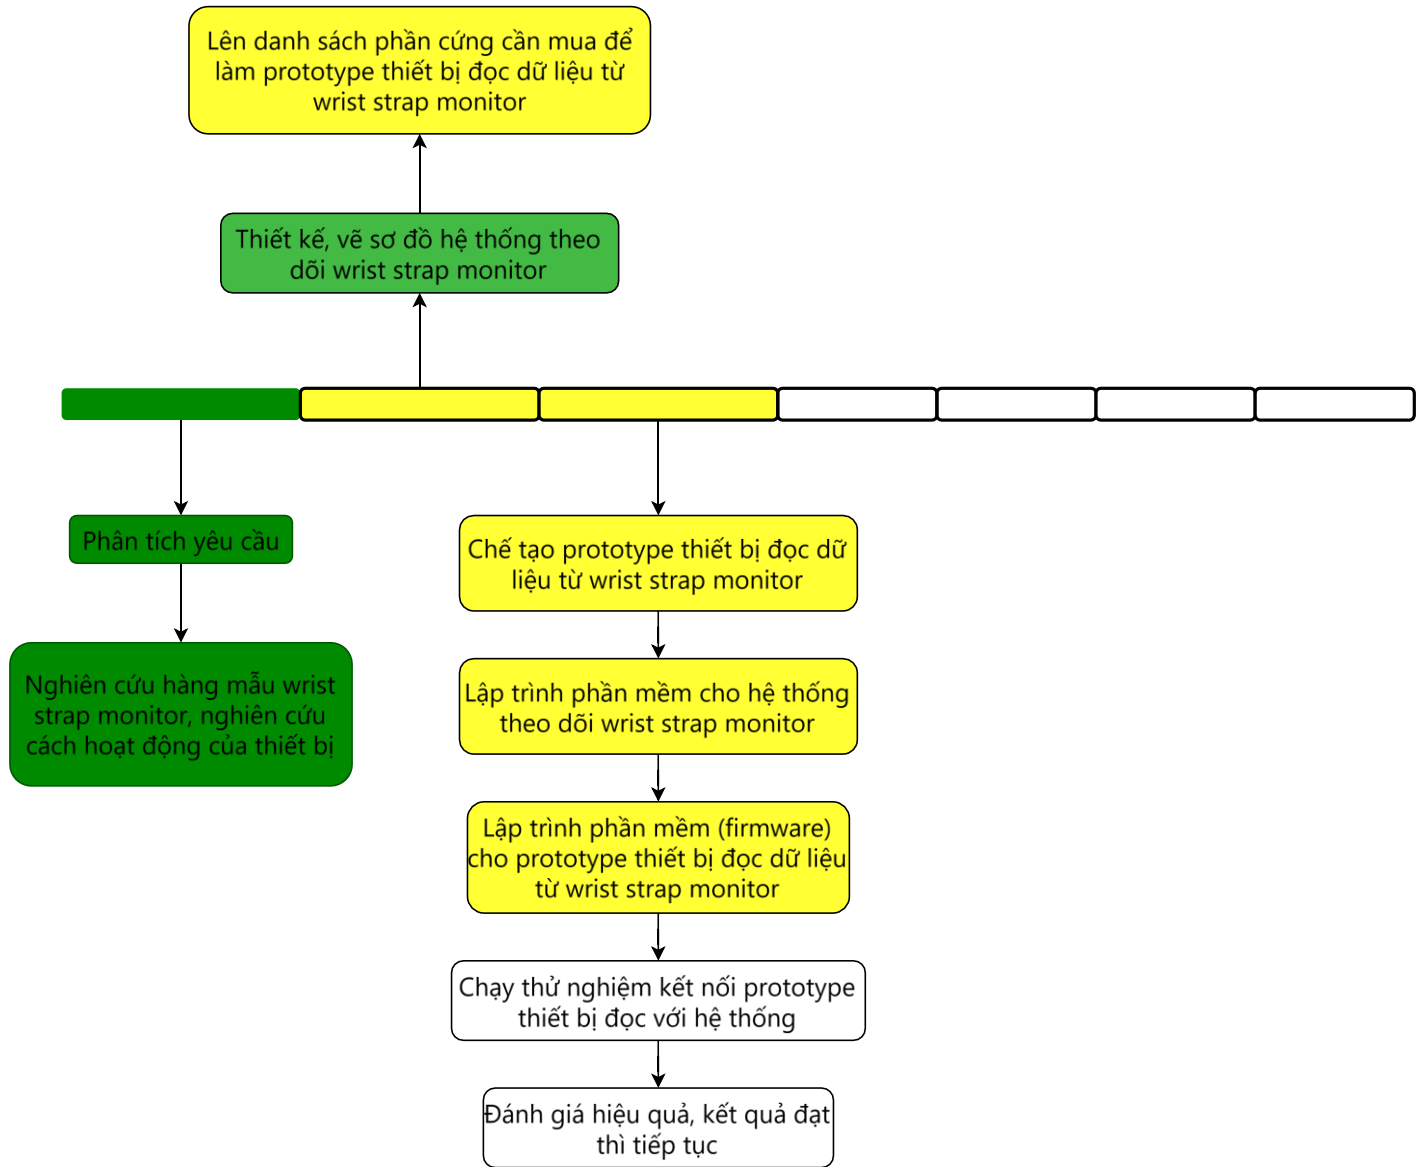 Lên danh sách phần cứng cần mua để
làm prototype thiết bị đọc dữ liệu từ
wrist strap monitor
Thiết kế, vẽ sơ đồ hệ thống theo
dõi wrist strap monitor
Phân tích yêu cầu
Nghiên cứu hàng mẫu wrist
strap monitor, nghiên cứu
cách hoạt động của thiết bị
Chế tạo prototype thiết bị đọc dữ
liệu từ wrist strap monitor
Lập trình phần mềm cho hệ thống
theo dõi wrist strap monitor
Lập trình phần mềm (firmware)
cho prototype thiết bị đọc dữ liệu
từ wrist strap monitor
Chạy thử nghiệm kết nối prototype
thiết bị đọc với hệ thống
Đánh giá hiệu quả, kết quả đạt
thì tiếp tục